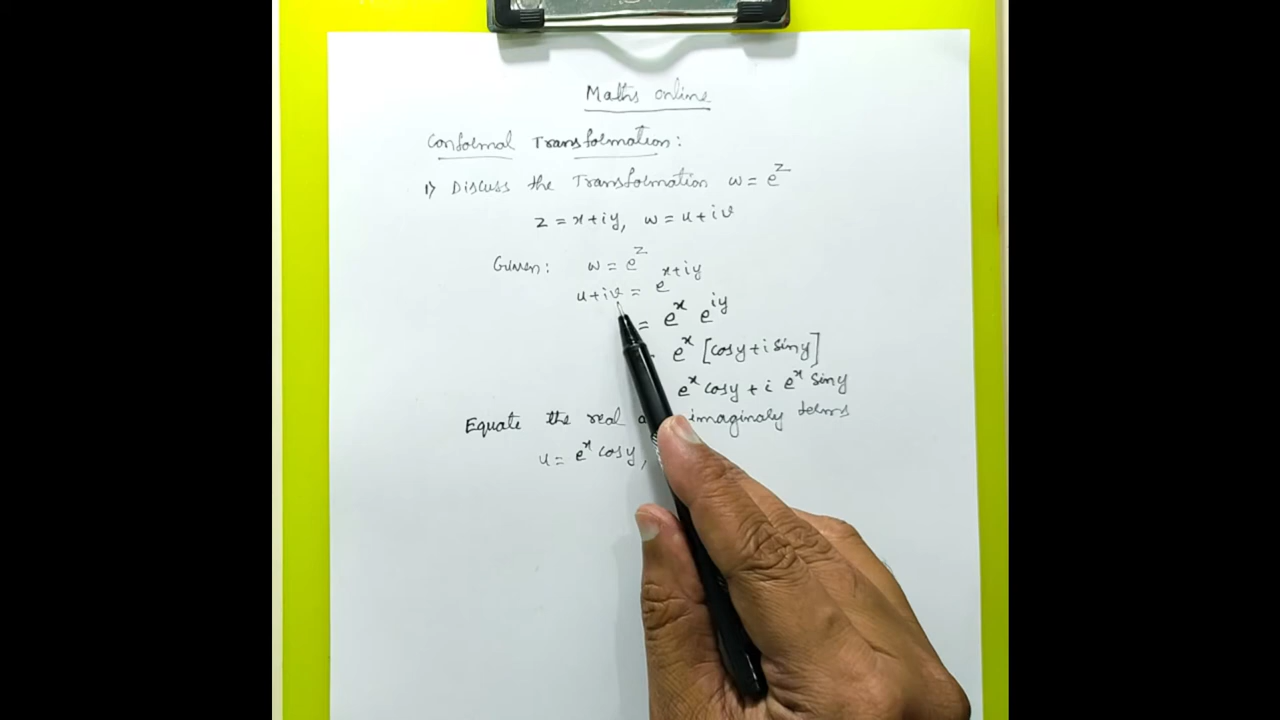 Maths online
Conformal Transformation:
1) Discuss the Transformation w = e^z
z = x+iy, w = u+iv
Given: w = e^z
u+iv = e^x+iy
= e^x e^iy
e^x [cosy + i siny]
e^x cosy + i e^x siny
Equate the real imaginary terms
u = e^x cosy,